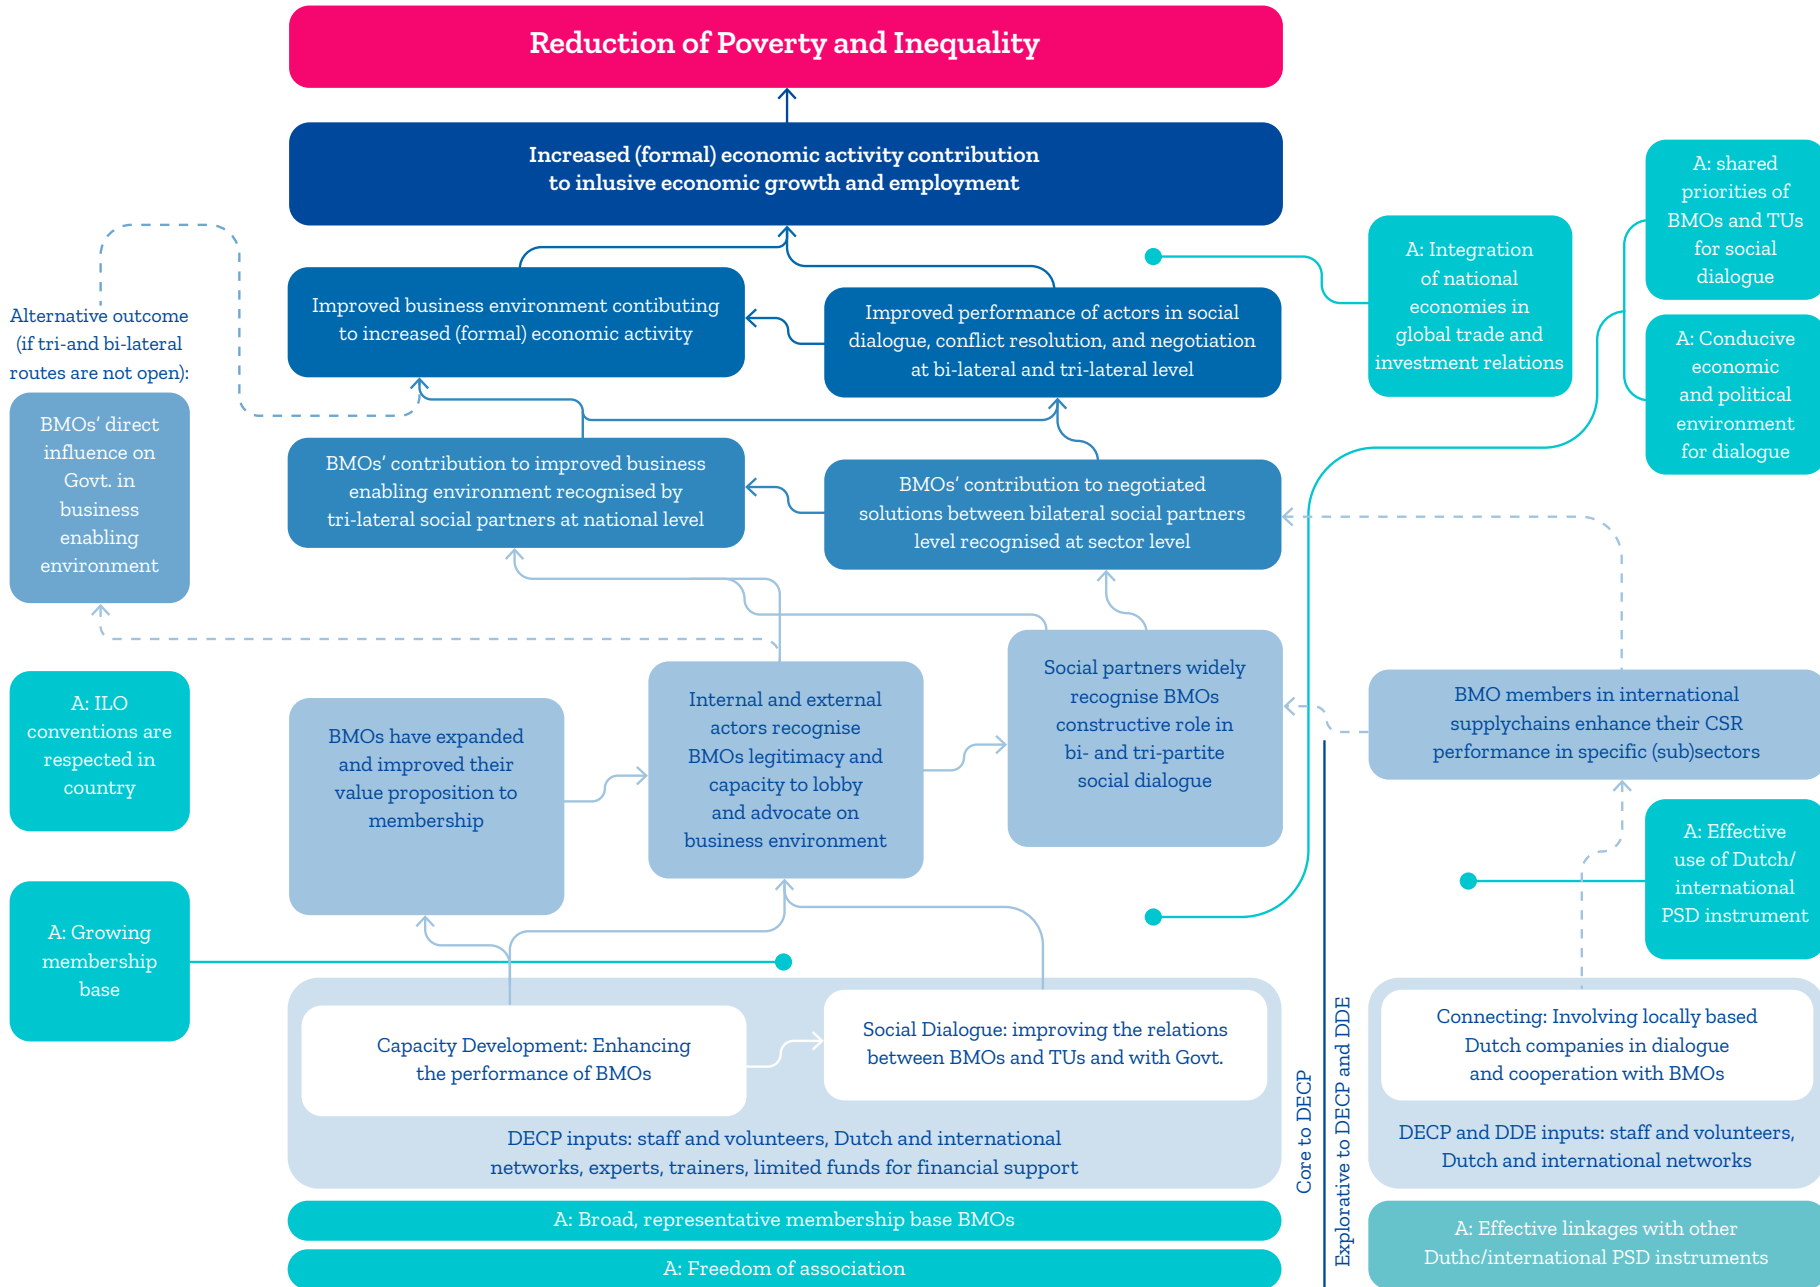 Reduction of Poverty and Inequality
Increased (formal) economic activity contribution
to inlusive economic growth and employment
A: shared
priorities of
BMOs and TUs
for social
dialogue
A: Integration
of national
economies in
global trade and
investment relations
Improved business environment contibuting
to increased (formal) economic activity
Improved performance of actors in social
dialogue, conflict resolution, and negotiation
at bi-lateral and tri-lateral level
Alternative outcome
(if tri-and bi-lateral
routes are not open):
A: Conducive
economic
and political
environment
for dialogue
BMOs' direct
influence on
Govt. in
business
enabling
environment
BMOs' contribution to improved business
enabling environment recognised by
tri-lateral social partners at national level
BMOs' contribution to negotiated
solutions between bilateral social partners
level recognised at sector level
A: ILO
conventions are
respected in
country
BMOs have expanded
and improved their
value proposition to
membership
Internal and external
actors recognise
BMOs legitimacy and
capacity to lobby
and advocate on
business environment
Social partners widely
recognise BMOs
constructive role in
bi- and tri-partite
social dialogue
BMO members in international
supplychains enhance their CSR
performance in specific (sub)sectors
A: Effective
use of Dutch/
international
PSD instrument
A: Growing
membership
base
Capacity Development: Enhancing
the performance of BMOs
Social Dialogue: improving the relations
between BMOs and TUs and with Govt.
DECP inputs: staff and volunteers, Dutch and international
networks, experts, trainers, limited funds for financial support
Core to DECP
Explorative to DECP and DDE
Connecting: Involving locally based
Dutch companies in dialogue
and cooperation with BMOs
DECP and DDE inputs: staff and volunteers,
Dutch and international networks
A: Broad, representative membership base BMOs
A: Freedom of association
A: Effective linkages with other
Duthc/international PSD instruments